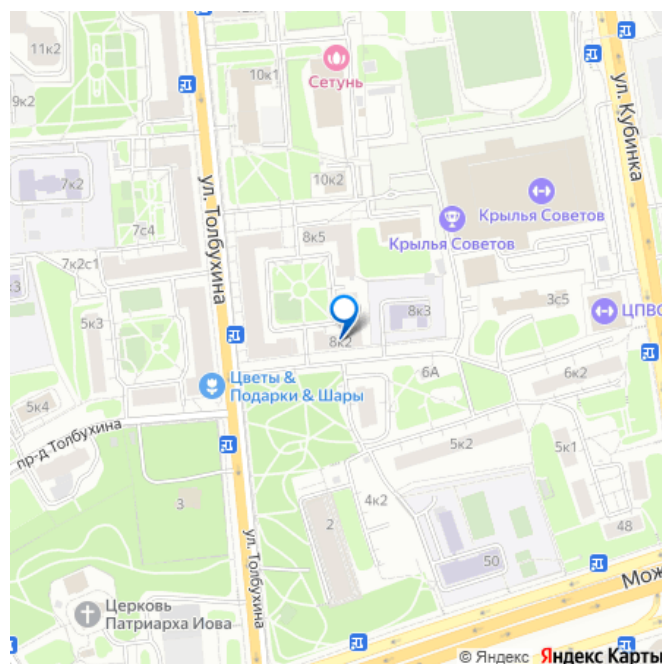 11к2
9к2
10к1
Сетунь
ул. Кубинка
7к2
10к2
ул. Толбухина
Крылья Советов
Крылья Советов
7с4
8к5
7к2с1
5к3
8к3
3с5
ЦПВС
8к2
Цветы &
Подарки & Шары
6А
6к2
5к4
пр-д Толбухина
5к2
5к1
3
2
4к2
48
ул. Толбухина
50
Мож
Церковь
Патриарха Иова
© Яндекс Яндекс Карты